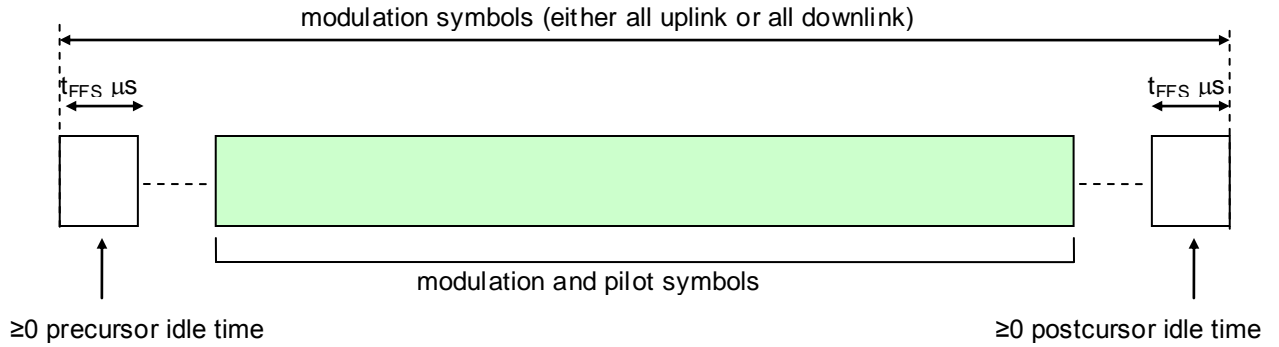 modulation symbols (either all uplink or all downlink)
tFFS μs
tFFS μs
modulation and pilot symbols
≥0 precursor idle time
≥0 postcursor idle time